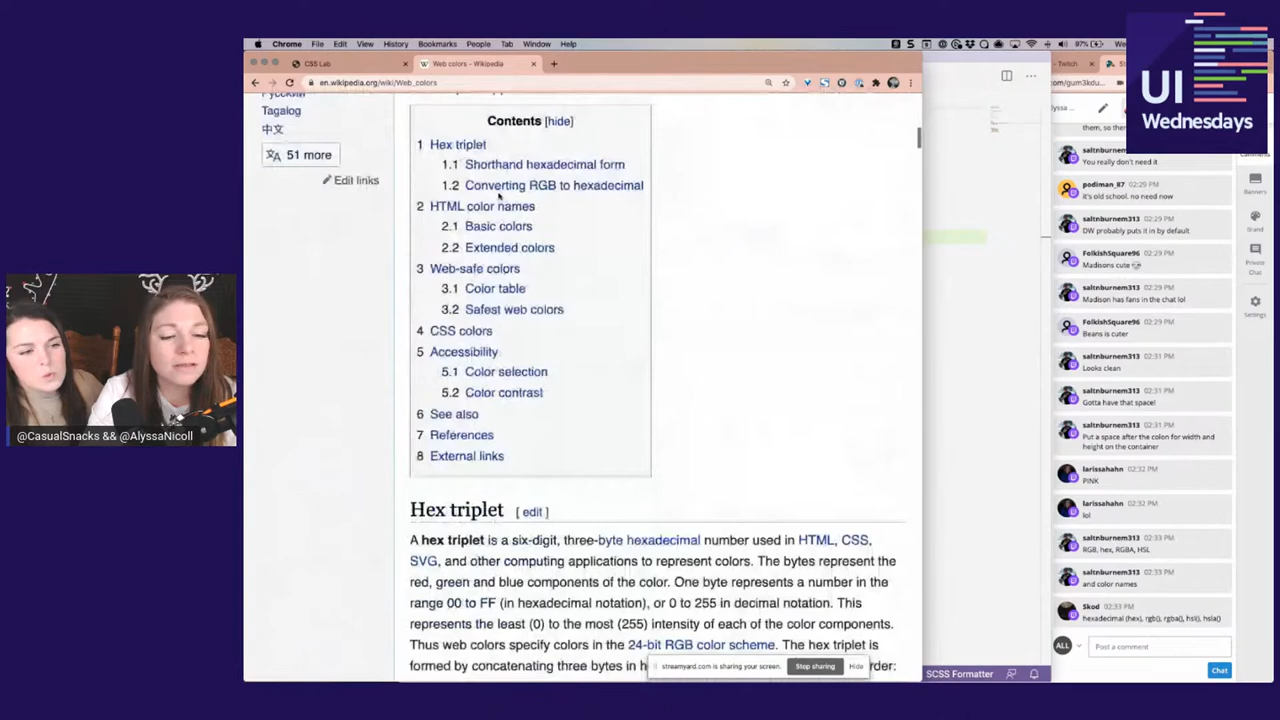 Chrome File Edit View History Bookmarks People Tab Window Help
97%
CSS Lab
Web colors - Wikipedia
Twitch
en.wikipedia.org/wiki/Web_colors
Русский
Tagalog
中文
51 more
Edit links
Contents [hide]
1 Hex triplet
1.1 Shorthand hexadecimal form
1.2 Converting RGB to hexadecimal
2 HTML color names
2.1 Basic colors
2.2 Extended colors
3 Web-safe colors
3.1 Color table
3.2 Safest web colors
4 CSS colors
5 Accessibility
5.1 Color selection
5.2 Color contrast
6 See also
7 References
8 External links
Hex triplet [ edit ]
A hex triplet is a six-digit, three-byte hexadecimal number used in HTML, CSS,
SVG, and other computing applications to represent colors. The bytes represent the
red, green and blue components of the color. One byte represents a number in the
range 00 to FF (in hexadecimal notation), or 0 to 255 in decimal notation. This
represents the least (0) to the most (255) intensity of each of the color components.
Thus web colors specify colors in the 24-bit RGB color scheme. The hex triplet is
formed by concatenating three bytes in
streamyard.com is sharing your screen. Stop sharing Hide
SCSS Formatter
UI
Wednesdays
@CasualSnacks && @AlyssaNicoll
them, so ther
saltnburnem313
You really don't need it
podiman_87 02:29 PM
it's old school. no need now
saltnburnem313 02:29 PM
DW probably puts it in by default
FolkishSquare96 02:29 PM
Madisons cute
saltnburnem313 02:29 PM
Madison has fans in the chat lol
FolkishSquare96 02:29 PM
Beans is cuter
saltnburnem313 02:31 PM
Looks clean
saltnburnem313 02:31 PM
Gotta have that space!
saltnburnem313 02:31 PM
Put a space after the colon for width and
height on the container
larissahahn 02:32 PM
PINK
larissahahn 02:32 PM
lol
saltnburnem313 02:33 PM
RGB, hex, RGBA, HSL
saltnburnem313 02:33 PM
and color names
Skod 02:33 PM
hexadecimal (hex), rgb(), rgba(), hsl(), hsla()
ALL
Post a comment
Chat
Banners
Brand
Private
Chat
Settings